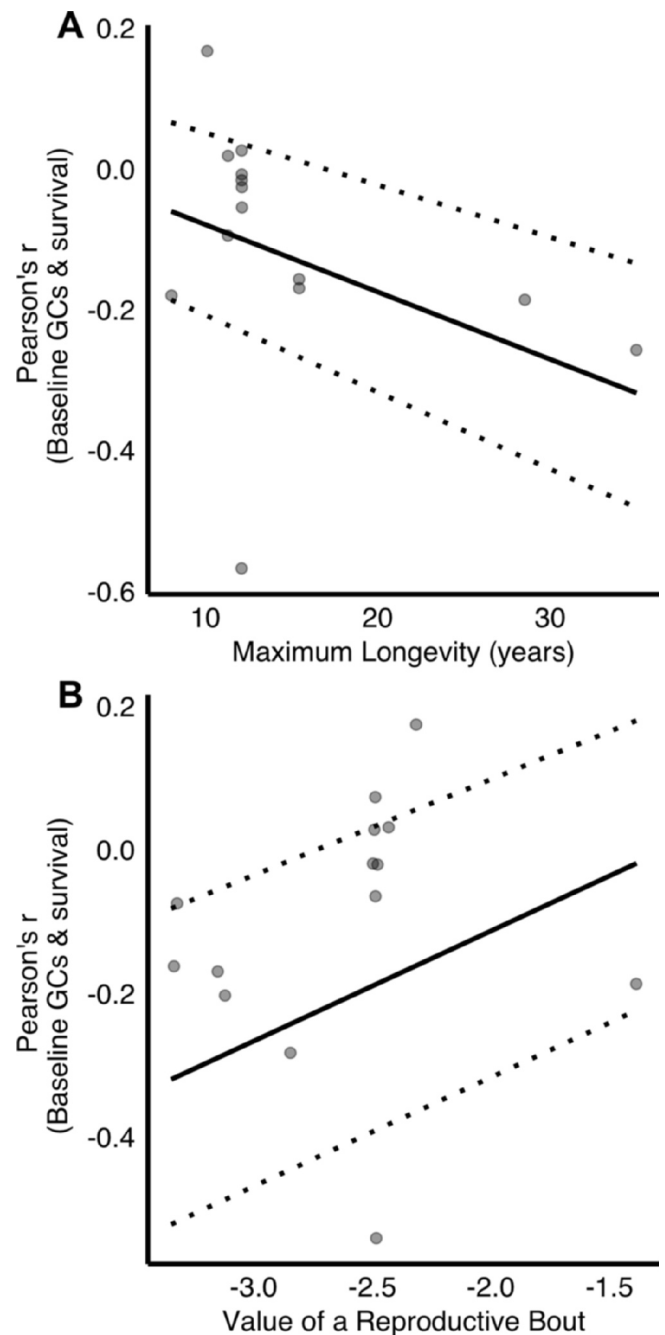 A
0.2
0.0
-0.2
-0.4
-0.6
Pearson's r
(Baseline GCs & survival)
10 20 30
Maximum Longevity (years)
B
0.2
0.0
-0.2
-0.4
Pearson's r
(Baseline GCs & survival)
-3.0 -2.5 -2.0 -1.5
Value of a Reproductive Bout